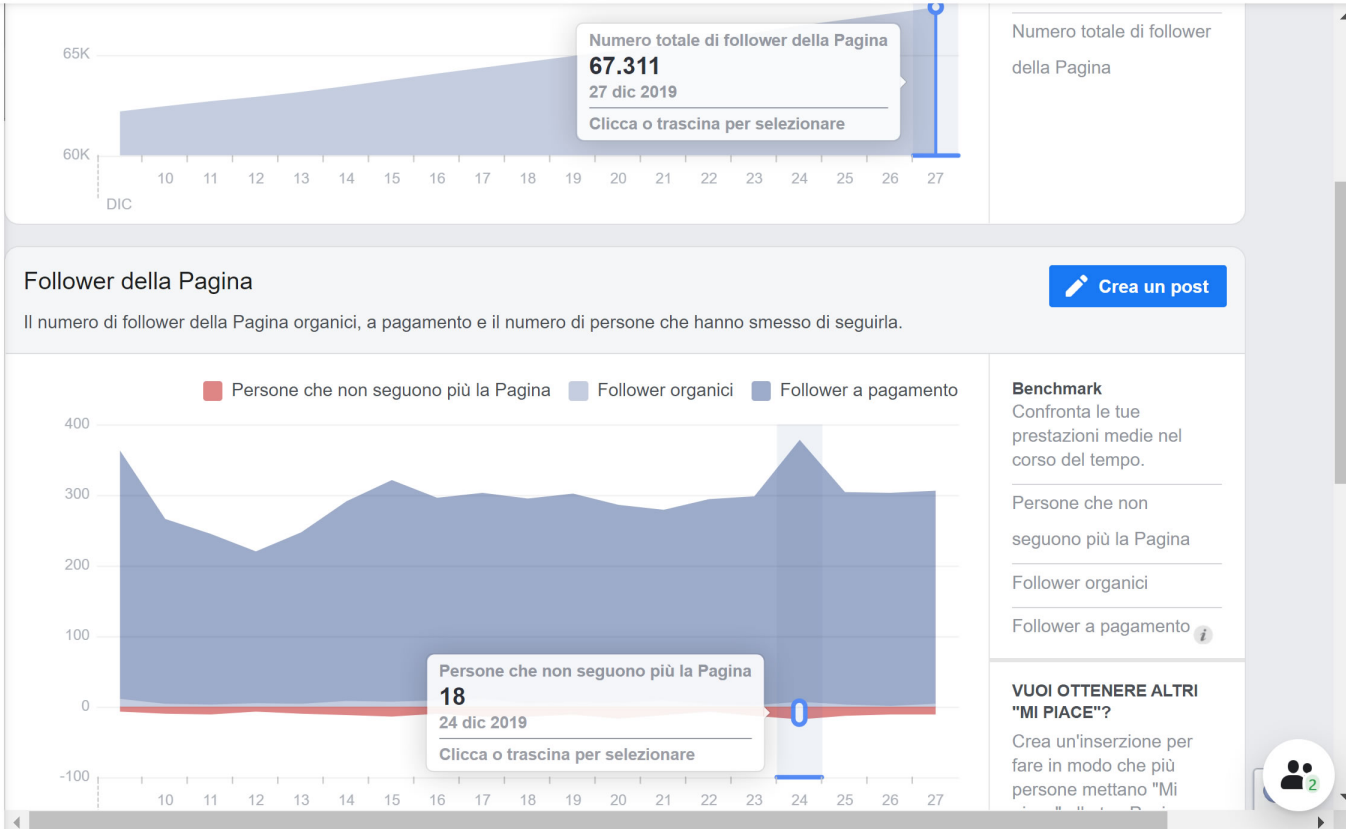 Numero totale di follower della Pagina
67.311
27 dic 2019
Clicca o trascina per selezionare
65K
60K
10 11 12 13 14 15 16 17 18 19 20 21 22 23 24 25 26 27
DIC
Numero totale di follower
della Pagina
Follower della Pagina
Il numero di follower della Pagina organici, a pagamento e il numero di persone che hanno smesso di seguirla.
Crea un post
Persone che non seguono più la Pagina Follower organici Follower a pagamento
400
300
200
100
0
-100
Persone che non seguono più la Pagina
18
24 dic 2019
Clicca o trascina per selezionare
10 11 12 13 14 15 16 17 18 19 20 21 22 23 24 25 26 27
Benchmark
Confronta le tue
prestazioni medie nel
corso del tempo.
Persone che non
seguono più la Pagina
Follower organici
Follower a pagamento i
VUOI OTTENERE ALTRI
"MI PIACE"?
Crea un'inserzione per
fare in modo che più
persone mettano "Mi
2